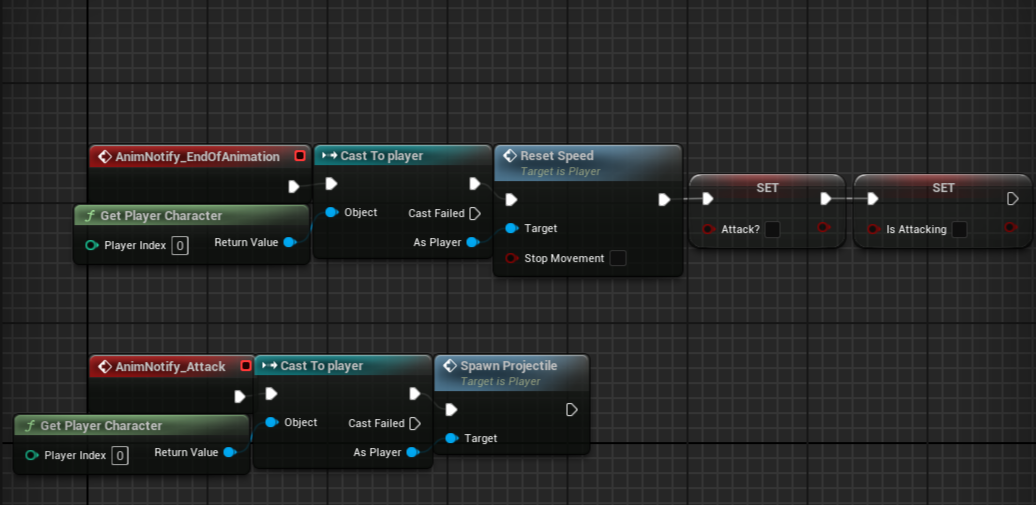 AnimNotify_EndOfAnimation
Cast To player
Reset Speed
Target is Player
SET
SET
f Get Player Character
Object
Cast Failed
Player Index 0
Return Value
As Player
Target
Attack?
Is Attacking
Stop Movement
AnimNotify_Attack
Cast To player
Spawn Projectile
Target is Player
f Get Player Character
Object
Cast Failed
Player Index 0
Return Value
As Player
Target